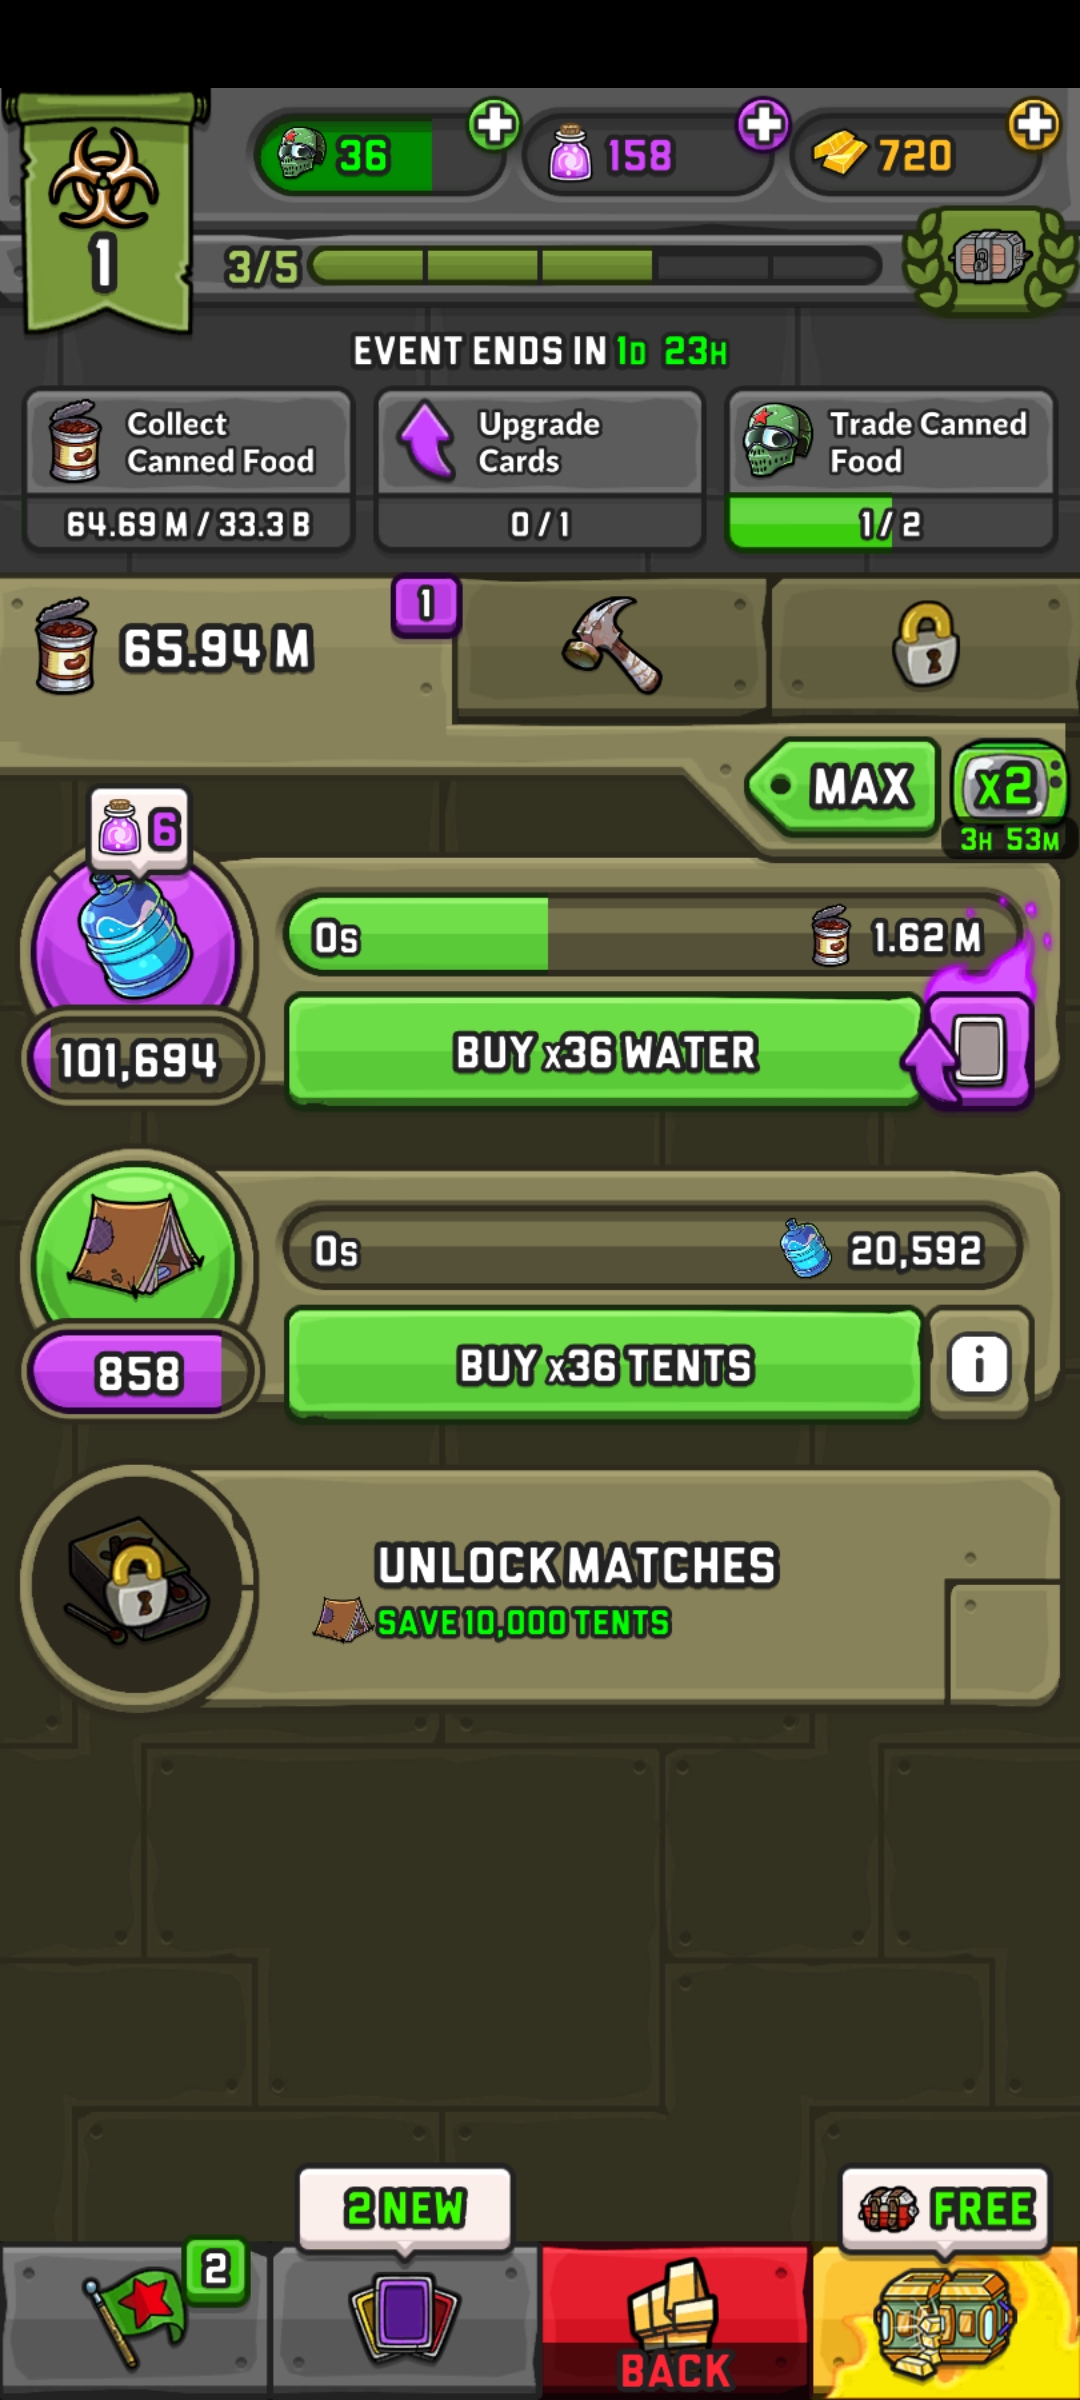 36
158
720
1
3/5
EVENT ENDS IN 1D 23H
Collect
Canned Food
64.69 M / 33.3 B
Upgrade
Cards
0 / 1
Trade Canned
Food
1 / 2
65.94 M
1
MAX
x2
3H 53M
6
0s
1.62 M
101,694
BUY x36 WATER
0s
20,592
858
BUY x36 TENTS
i
UNLOCK MATCHES
SAVE 10,000 TENTS
2 NEW
FREE
2
BACK